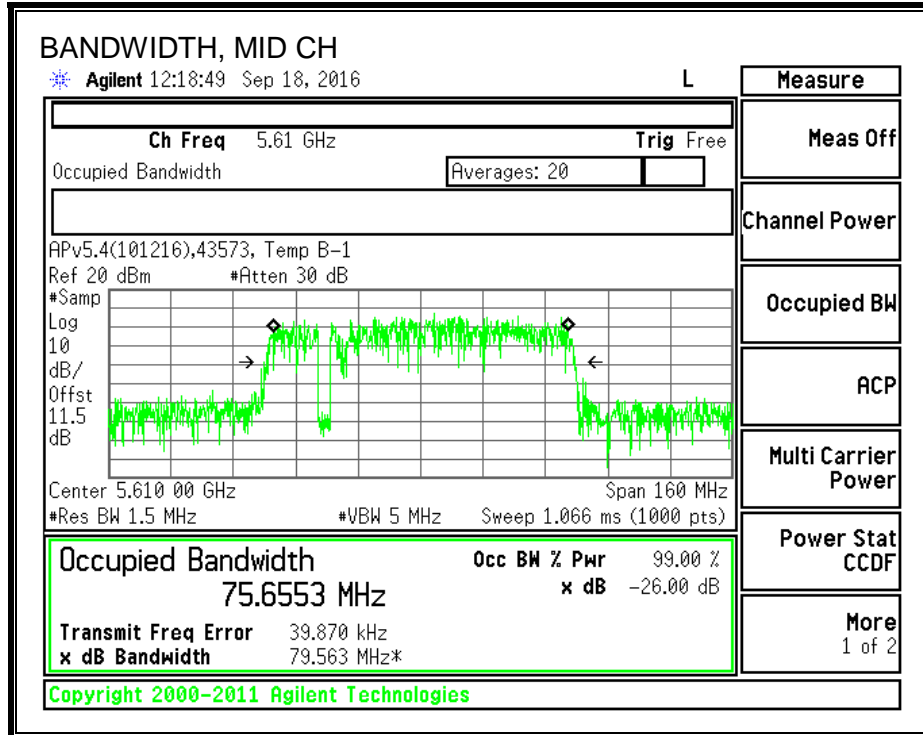 BANDWIDTH, MID CH
Agilent 12:18:49 Sep 18, 2016 L
Measure
Ch Freq 5.61 GHz Trig Free
Occupied Bandwidth Averages: 20
APv5.4(101216),43573, Temp B-1
Ref 20 dBm #Atten 30 dB
#Samp
Log
10
dB/
Offst
11.5
dB
Center 5.610 00 GHz Span 160 MHz
#Res BW 1.5 MHz #VBW 5 MHz Sweep 1.066 ms (1000 pts)
Occupied Bandwidth Occ BW % Pwr 99.00 %
75.6553 MHz x dB -26.00 dB
Transmit Freq Error 39.870 kHz
x dB Bandwidth 79.563 MHz*
Meas Off
Channel Power
Occupied BW
ACP
Multi Carrier
Power
Power Stat
CCDF
More
1 of 2
Copyright 2000-2011 Agilent Technologies